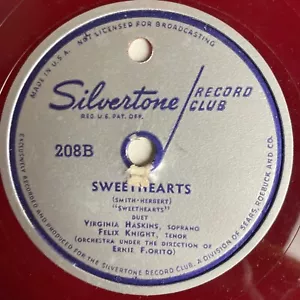 MADE IN U.S.A. NOT LICENSED FOR BROADCASTING
Silvertone RECORD CLUB
REG. U.S. PAT. OFF.
208B
SWEETHEARTS
(SMITH-HERBERT)
"SWEETHEARTS"
DUET
VIRGINIA HASKINS, SOPRANO
FELIX KNIGHT, TENOR
(ORCHESTRA UNDER THE DIRECTION OF
ERNIE F.ORITO)
EXCLUSIVELY RECORDED AND PRODUCED FOR THE SILVERTONE RECORD CLUB, A DIVISION OF SEARS, ROEBUCK AND CO.